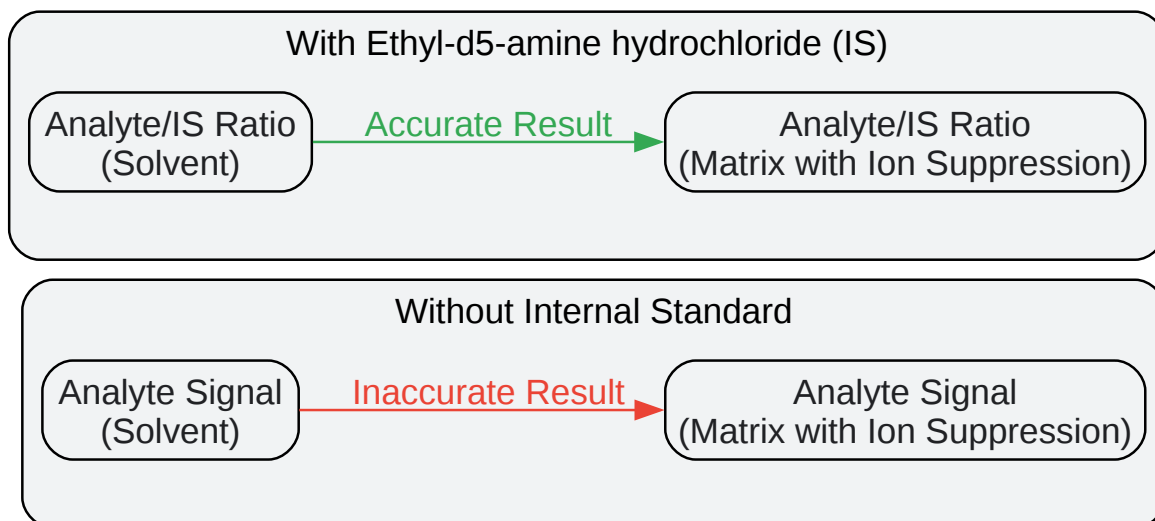 With Ethyl-d5-amine hydrochloride (IS)
Analyte/IS Ratio
(Solvent)
Accurate Result
Analyte/IS Ratio
(Matrix with Ion Suppression)
Without Internal Standard
Analyte Signal
(Solvent)
Inaccurate Result
Analyte Signal
(Matrix with Ion Suppression)